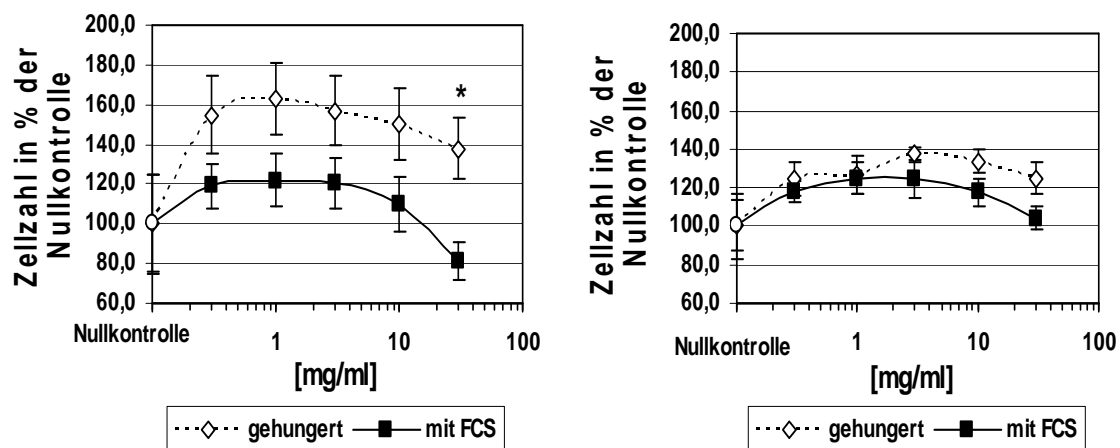 Zellzahl in % der
Nullkontrolle
200,0
180,0
160,0
140,0
120,0
100,0
80,0
60,0
*
Nullkontrolle
1
10
100
[mg/ml]
gehungert
mit FCS
Zellzahl in % der
Nullkontrolle
200,0
180,0
160,0
140,0
120,0
100,0
80,0
60,0
Nullkontrolle
1
10
100
[mg/ml]
gehungert
mit FCS